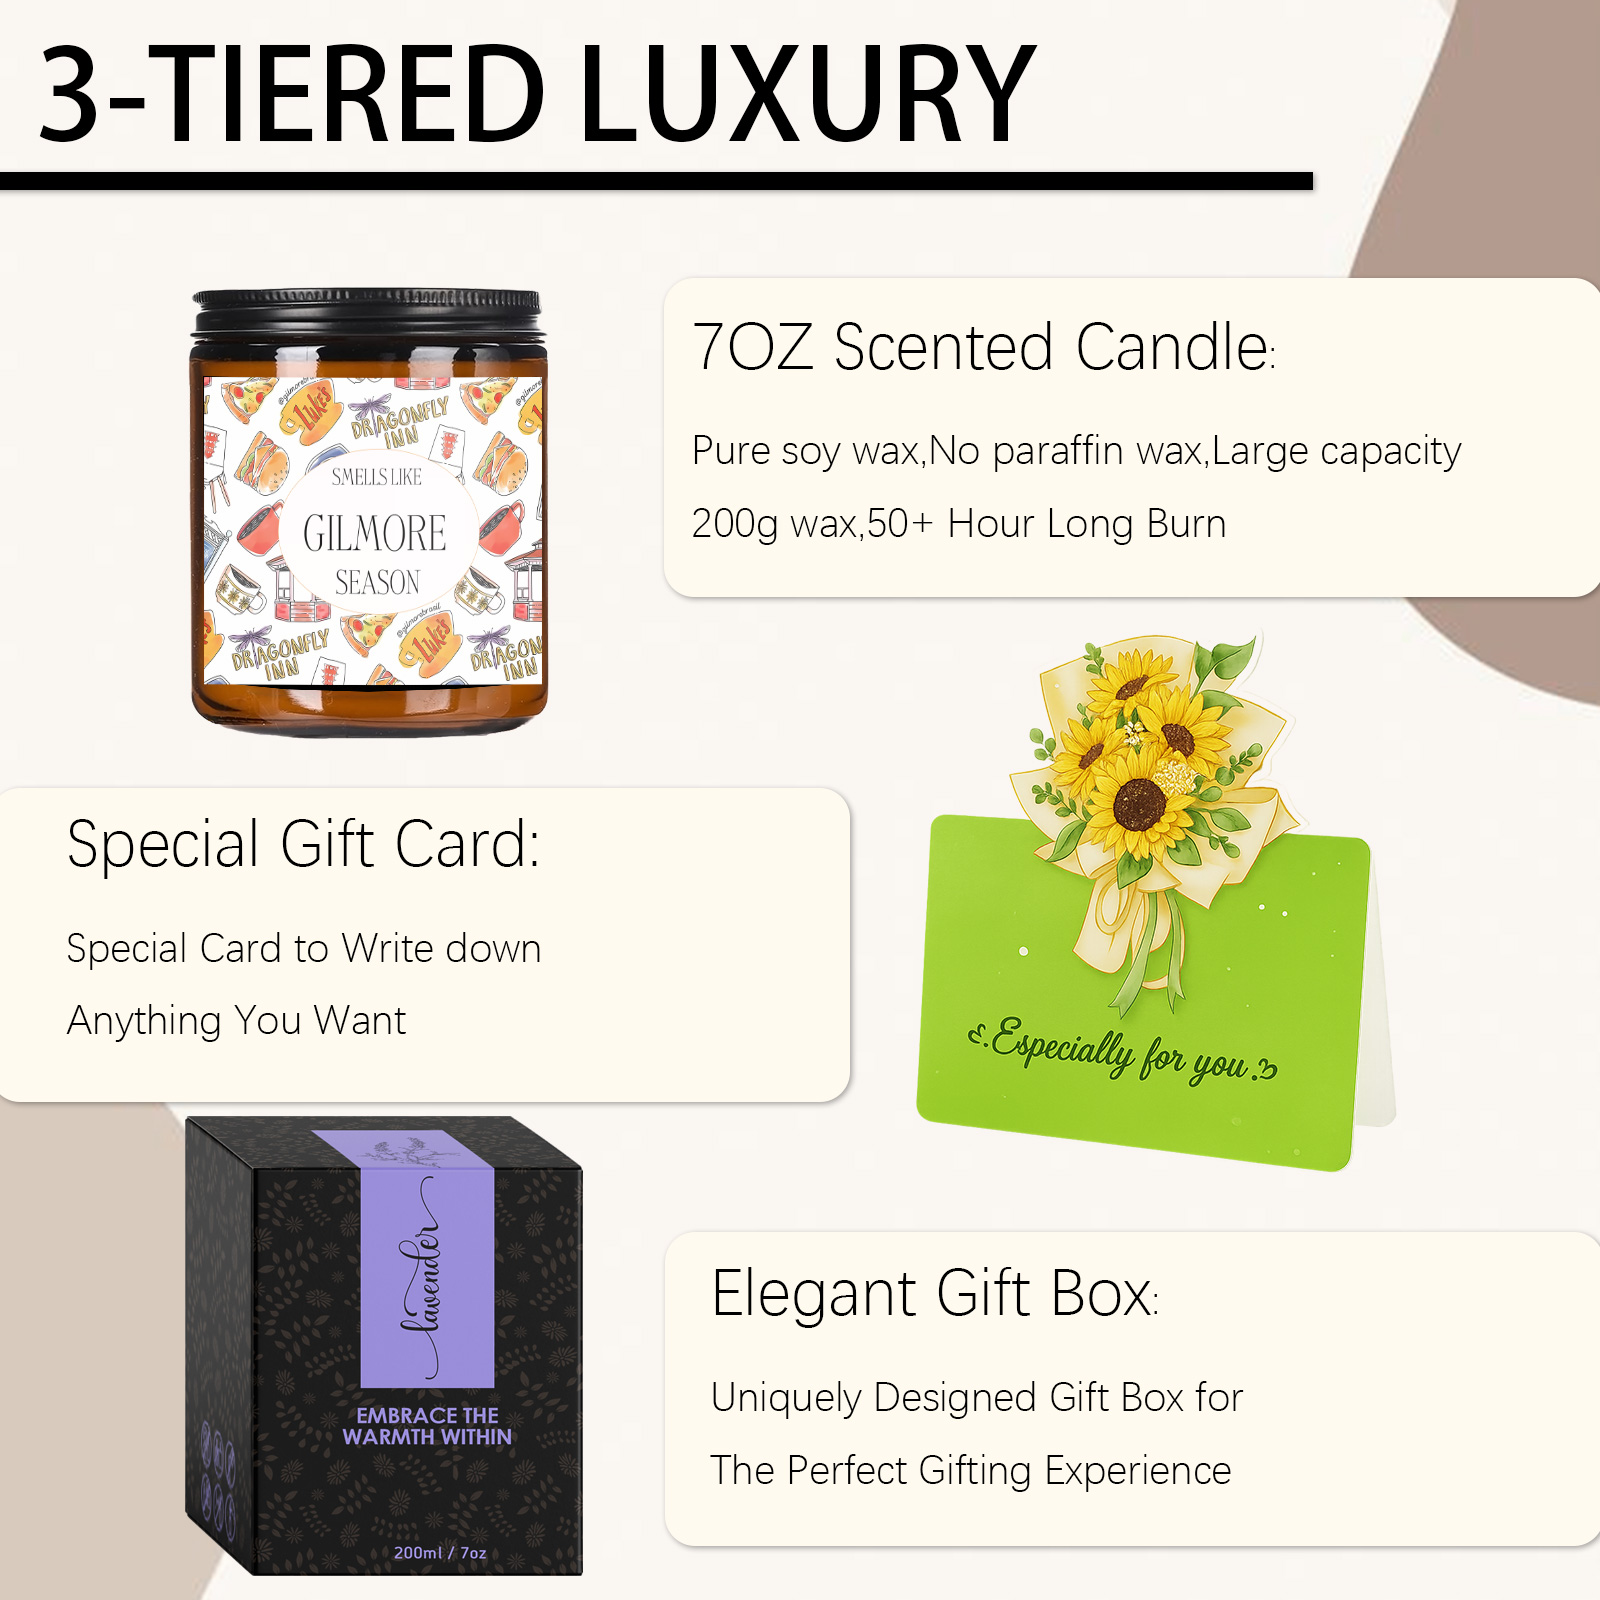 3-TIERED LUXURY
7OZ Scented Candle:
Pure soy wax,No paraffin wax,Large capacity
200g wax,50+ Hour Long Burn
@gilmorebrasil
LUKE'S
DRAGONFLY
INN
SMELLS LIKE
GILMORE
SEASON
@gilmorebrasil
DRAGONFLY
INN
LUKE'S
DRAGON
INN
Special Gift Card:
Special Card to Write down
Anything You Want
Especially for you
lavender
EMBRACE THE
WARMTH WITHIN
200ml / 7oz
Elegant Gift Box:
Uniquely Designed Gift Box for
The Perfect Gifting Experience